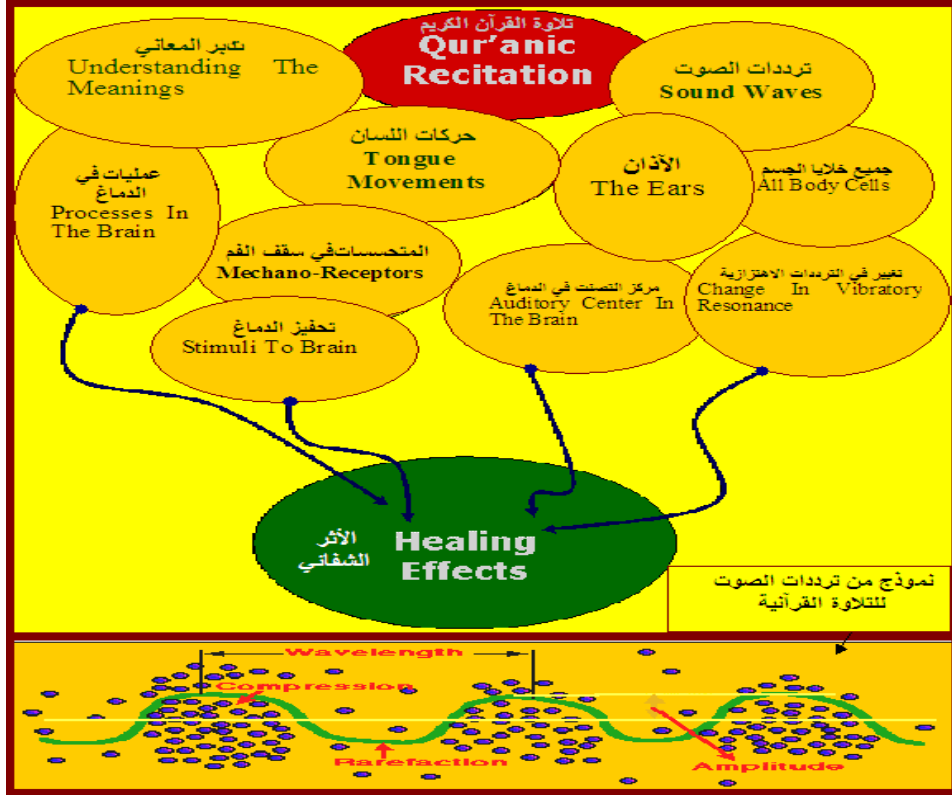 تلاوة القرآن الكريم
Qur'anic
Recitation
تدبر المعاني
Understanding The
Meanings
ترددات الصوت
Sound Waves
حركات اللسان
Tongue
Movements
الآذان
The Ears
جميع خلايا الجسم
All Body Cells
عمليات في
الدماغ
Processes In
The Brain
المتحسسات في سقف الفم
Mechano-Receptors
مركز التصنت في الدماغ
Auditory Center In
The Brain
تغيير في الترددات الاهتزازية
Change In Vibratory
Resonance
تحفيز الدماغ
Stimuli To Brain
الأثر
الشفائي
Healing
Effects
نموذج من ترددات الصوت
للتلاوة القرآنية
Wavelength
Compression
Rarefaction
Amplitude